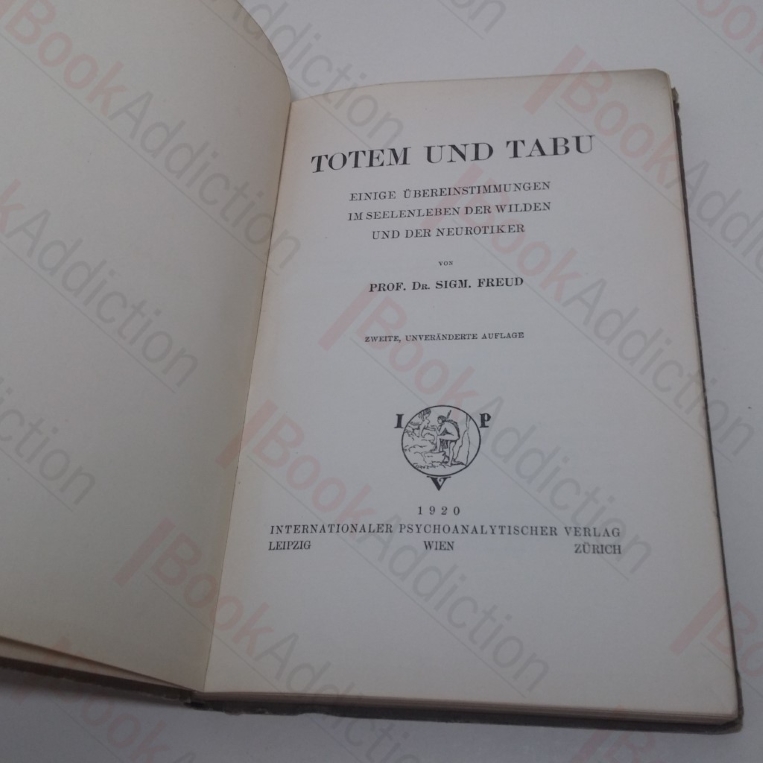 TOTEM UND TABU
EINIGE ÜBEREINSTIMMUNGEN
IM SEELENLEBEN DER WILDEN
UND DER NEUROTIKER
VON
PROF. DR. SIGM. FREUD
ZWEITE, UNVERÄNDERTE AUFLAGE
I P
V
1920
INTERNATIONALER PSYCHOANALYTISCHER VERLAG
LEIPZIG WIEN ZÜRICH
BookAddiction